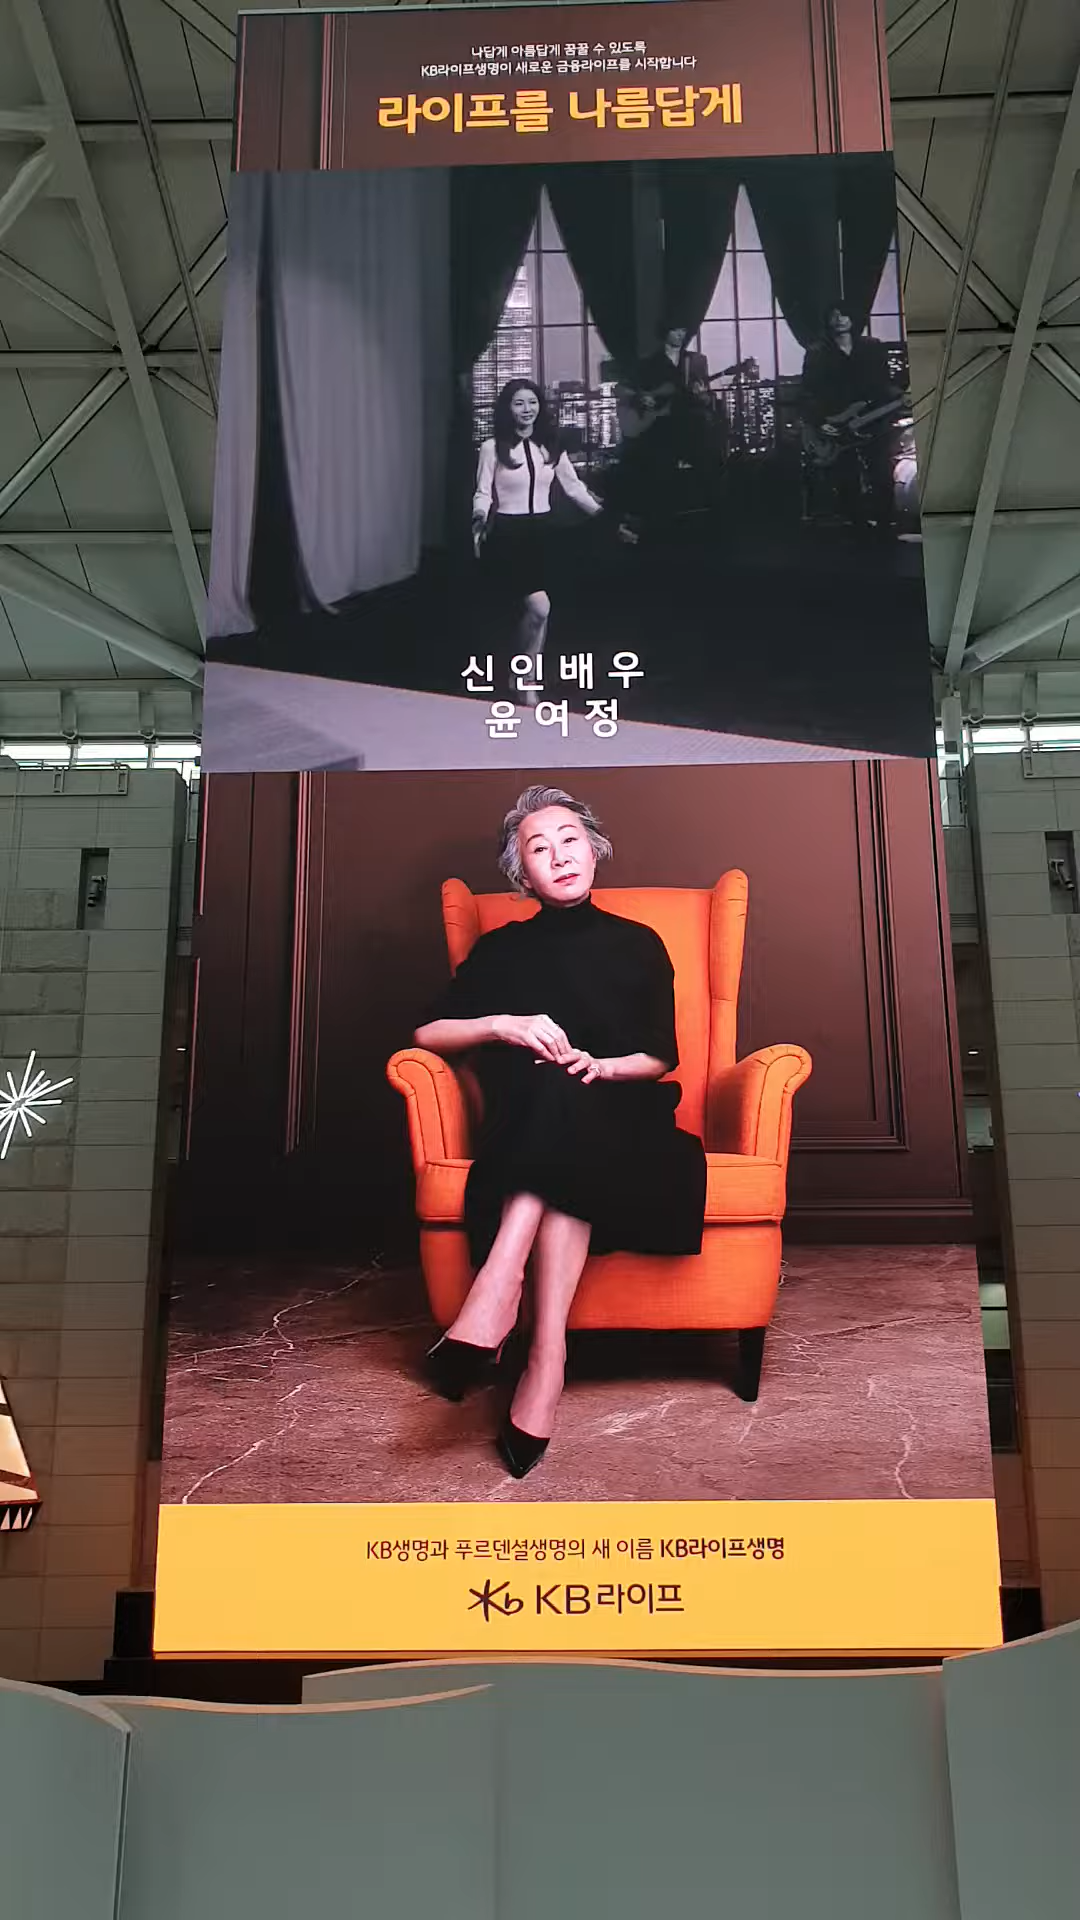 나답게 아름답게 꿈꿀 수 있도록
KB라이프생명이 새로운 금융라이프를 시작합니다
라이프를 나름답게
신인배우
윤여정
KB생명과 푸르덴셜생명의 새 이름 KB라이프생명
KB KB라이프